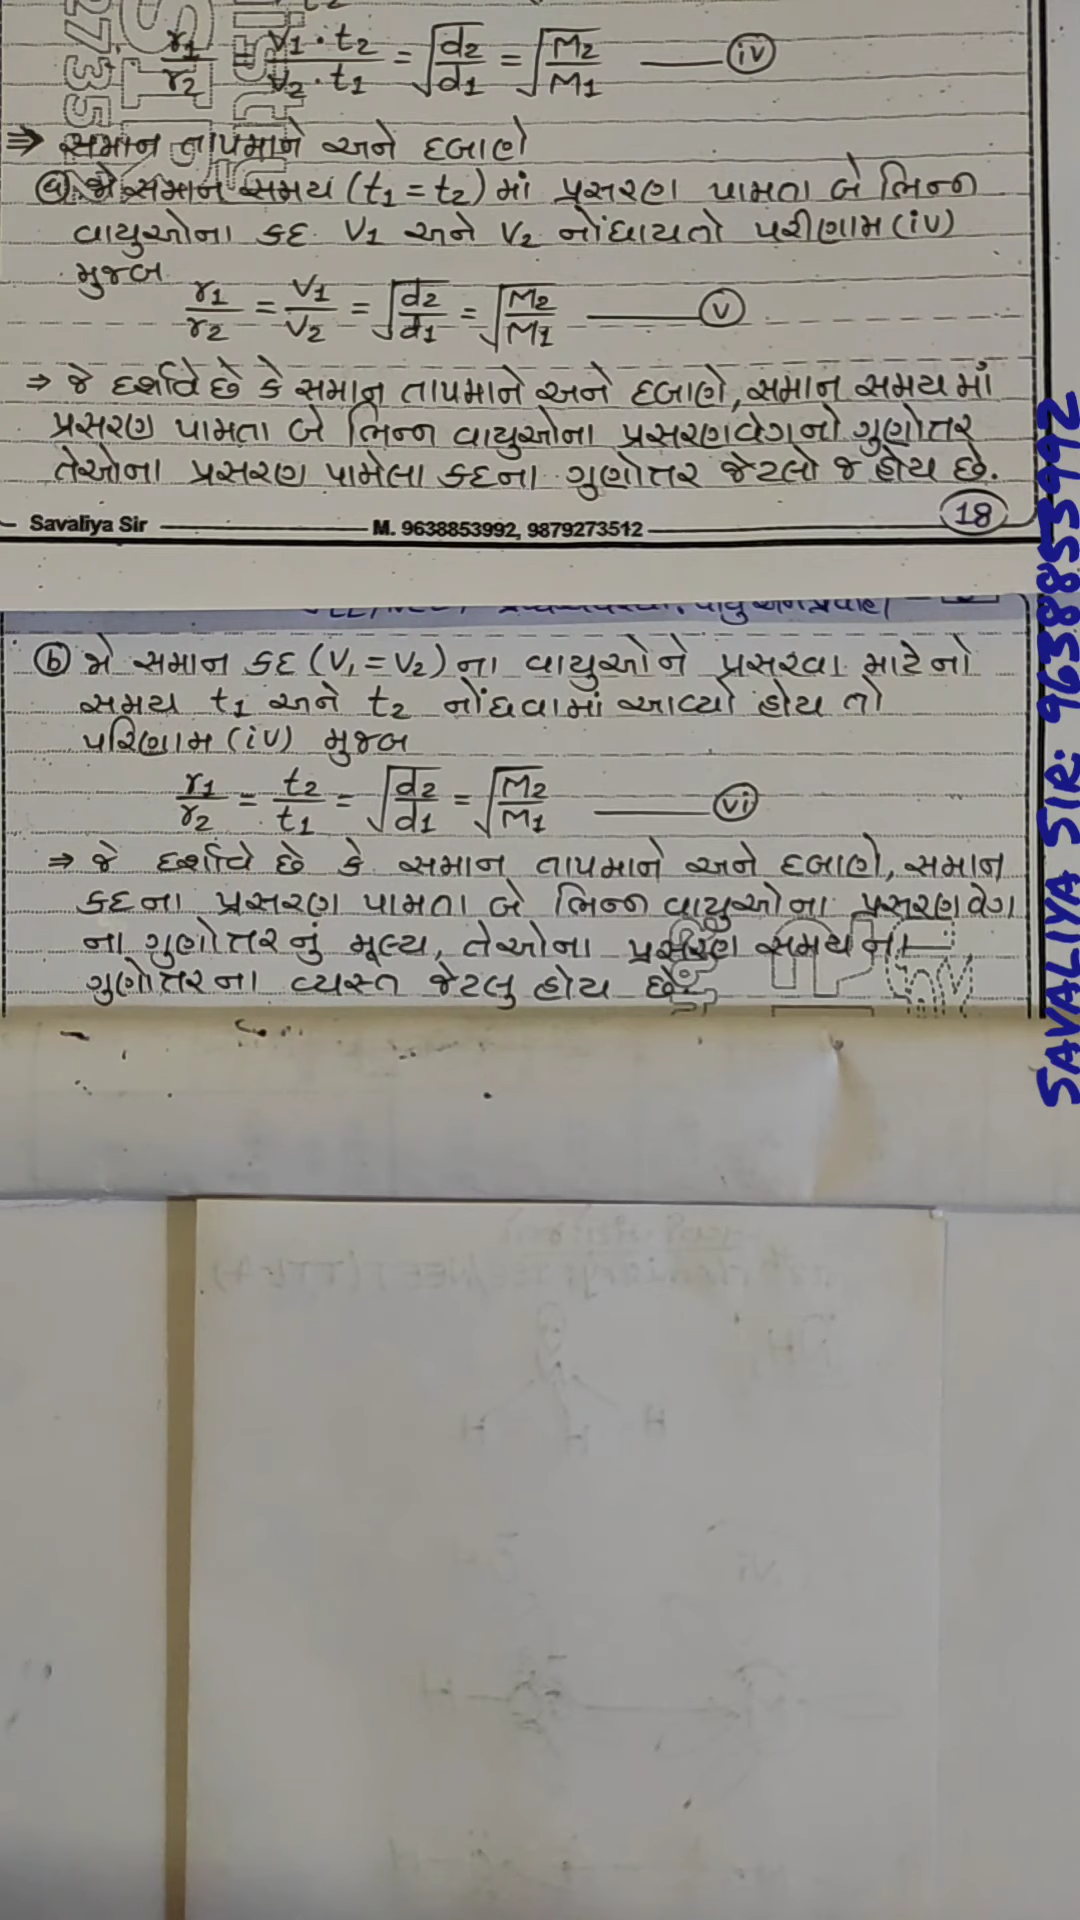 r1/r2 V1·t2/V2·t1 = √d2/d1 = √M2/M1 —— (iv)
⇒ સમાન તાપમાને અને દબાણે
(a) જો સમાન સમય (t1 = t2) માં પ્રસરણ પામતા બે ભિન્ન
વાયુઓના કદ V1 અને V2 નોંધાયતો પરીણામ (iv)
મુજબ
r1/r2 = V1/V2 = √d2/d1 = √M2/M1 —— (v)
⇒ જે દર્શાવે છે કે સમાન તાપમાને અને દબાણે, સમાન સમય માં
પ્રસરણ પામતા બે ભિન્ન વાયુઓના પ્રસરણવેગનો ગુણોત્તર
તેઓના પ્રસરણ પામેલા કદના ગુણોત્તર જેટલો જ હોય છે.
18
Savaliya Sir —— M. 9638853992, 9879273512
(b) જો સમાન કદ (V1 = V2) ના વાયુઓને પ્રસરવા માટેનો
સમય t1 અને t2 નોંધવામાં આવ્યો હોય તો
પરિણામ (iv) મુજબ
r1/r2 = t2/t1 = √d2/d1 = √M2/M1 —— (vi)
⇒ જે દર્શાવે છે કે સમાન તાપમાને અને દબાણે, સમાન
કદના પ્રસરણ પામતા બે ભિન્ન વાયુઓના પ્રસરણવેગ
ના ગુણોત્તરનું મૂલ્ય, તેઓના પ્રસરણ સમયના
ગુણોત્તરના વ્યસ્ત જેટલુ હોય છે.
SAVALIYA SIR: 9638853992